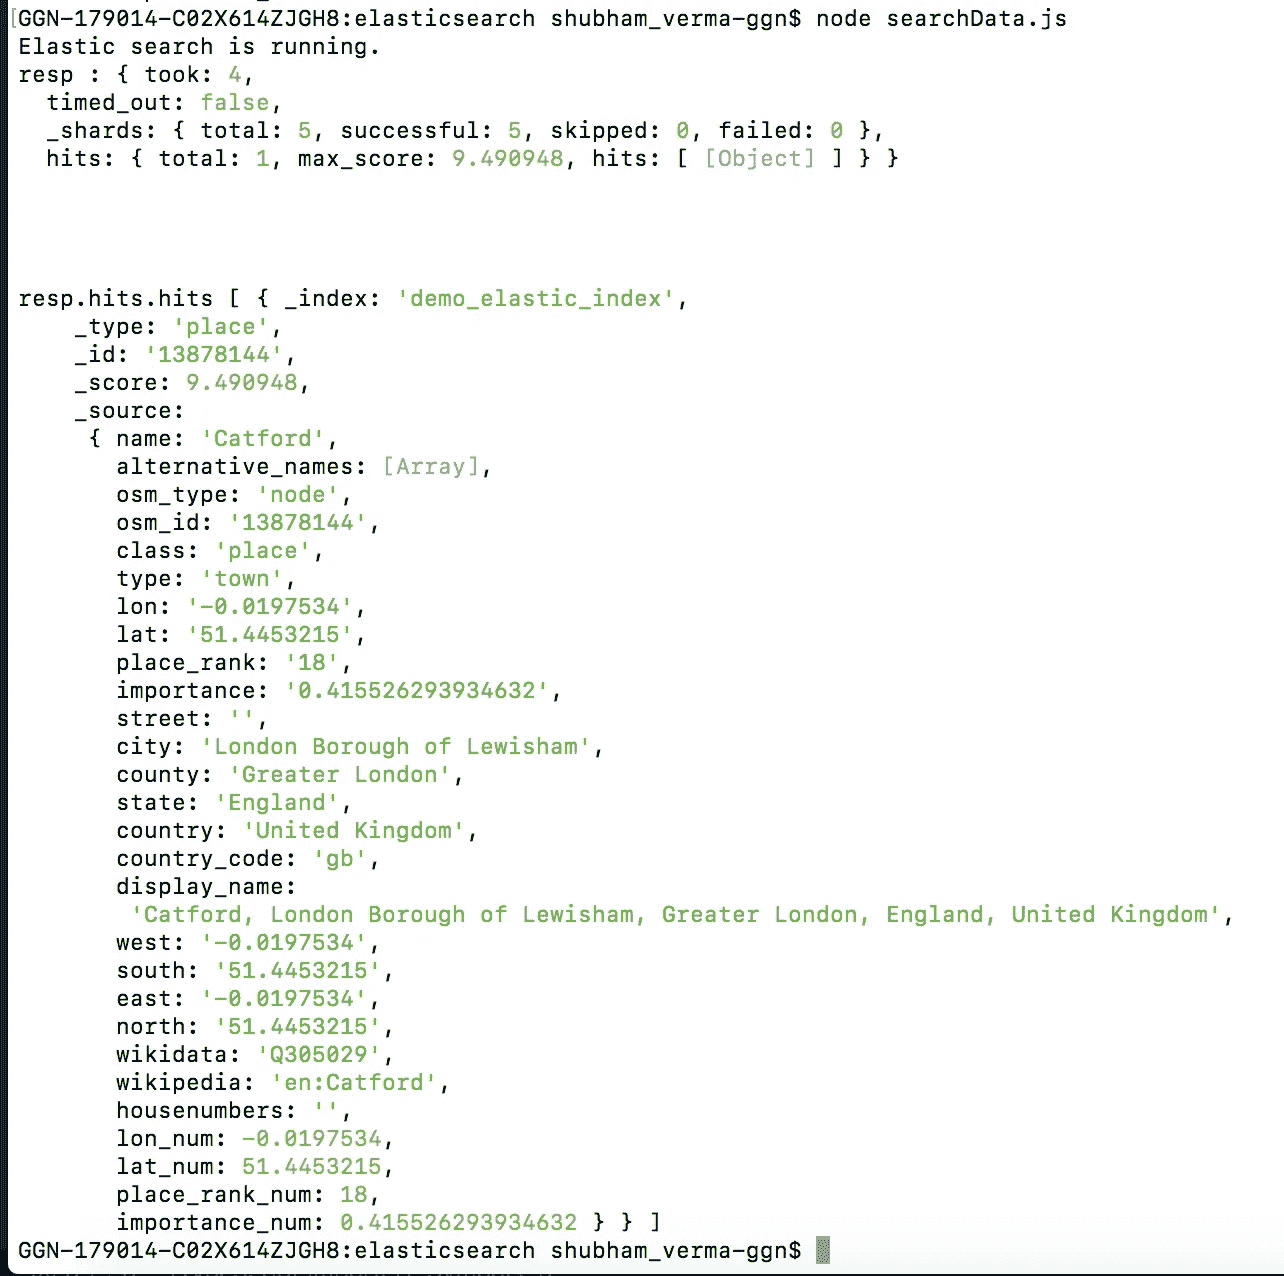 [GGN-179014-C02X614ZJGH8:elasticsearch shubham_verma-ggn$ node searchData.js
Elastic search is running.
resp : { took: 4,
  timed_out: false,
  _shards: { total: 5, successful: 5, skipped: 0, failed: 0 },
  hits: { total: 1, max_score: 9.490948, hits: [ [Object] ] } }
resp.hits.hits [ { _index: 'demo_elastic_index',
    _type: 'place',
    _id: '13878144',
    _score: 9.490948,
    _source:
     { name: 'Catford',
       alternative_names: [Array],
       osm_type: 'node',
       osm_id: '13878144',
       class: 'place',
       type: 'town',
       lon: '-0.0197534',
       lat: '51.4453215',
       place_rank: '18',
       importance: '0.415526293934632',
       street: '',
       city: 'London Borough of Lewisham',
       county: 'Greater London',
       state: 'England',
       country: 'United Kingdom',
       country_code: 'gb',
       display_name:
        'Catford, London Borough of Lewisham, Greater London, England, United Kingdom',
       west: '-0.0197534',
       south: '51.4453215',
       east: '-0.0197534',
       north: '51.4453215',
       wikidata: 'Q305029',
       wikipedia: 'en:Catford',
       housenumbers: '',
       lon_num: -0.0197534,
       lat_num: 51.4453215,
       place_rank_num: 18,
       importance_num: 0.415526293934632 } } ]
GGN-179014-C02X614ZJGH8:elasticsearch shubham_verma-ggn$